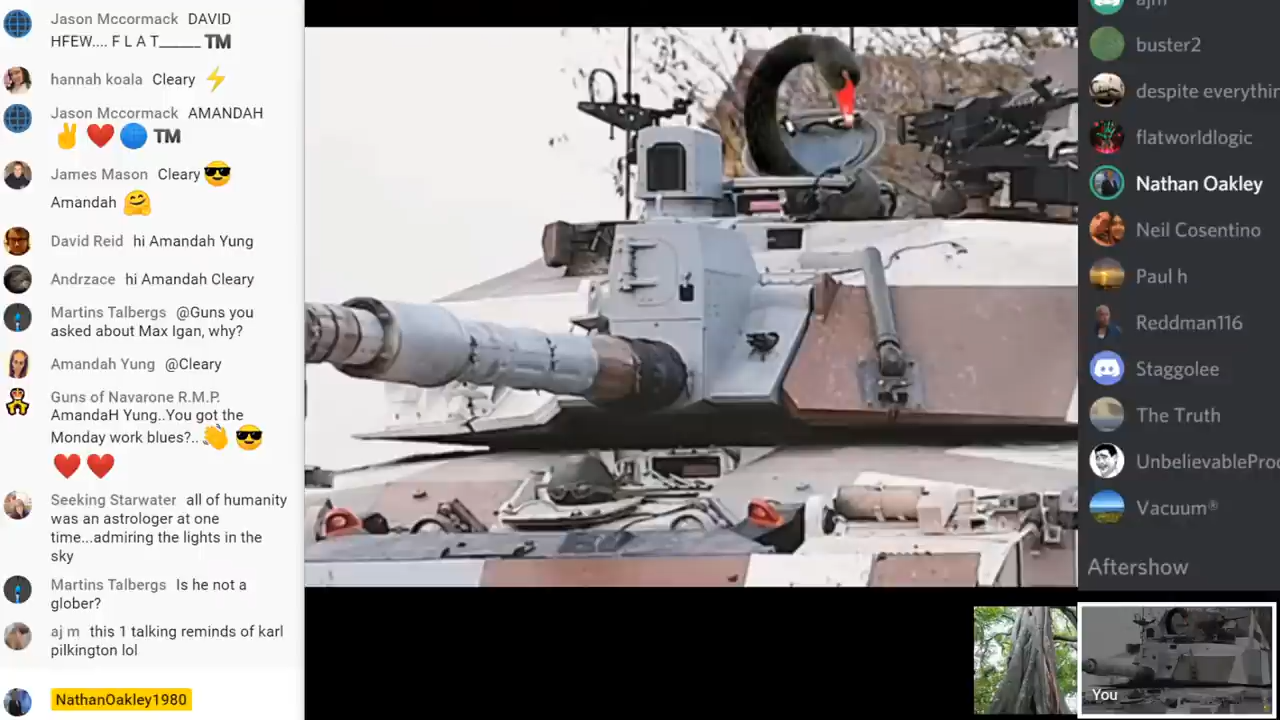 Jason Mccormack DAVID
HFEW.... F L A T______ ™️
hannah koala Cleary ⚡
Jason Mccormack AMANDAH
✌️ ❤️ 🔵 ™️
James Mason Cleary 😎
Amandah 🤗
David Reid hi Amandah Yung
Andrzace hi Amandah Cleary
Martins Talbergs @Guns you
asked about Max Igan, why?
Amandah Yung @Cleary
Guns of Navarone R.M.P.
AmandaH Yung..You got the
Monday work blues?.. 👏 😎
❤️ ❤️
Seeking Starwater all of humanity
was an astrologer at one
time...admiring the lights in the
sky
Martins Talbergs Is he not a
glober?
aj m this 1 talking reminds of karl
pilkington lol
NathanOakley1980
ajm
buster2
despite everythin
flatworldlogic
Nathan Oakley
Neil Cosentino
Paul h
Reddman116
Staggolee
The Truth
UnbelievablePro
Vacuum®
Aftershow
You